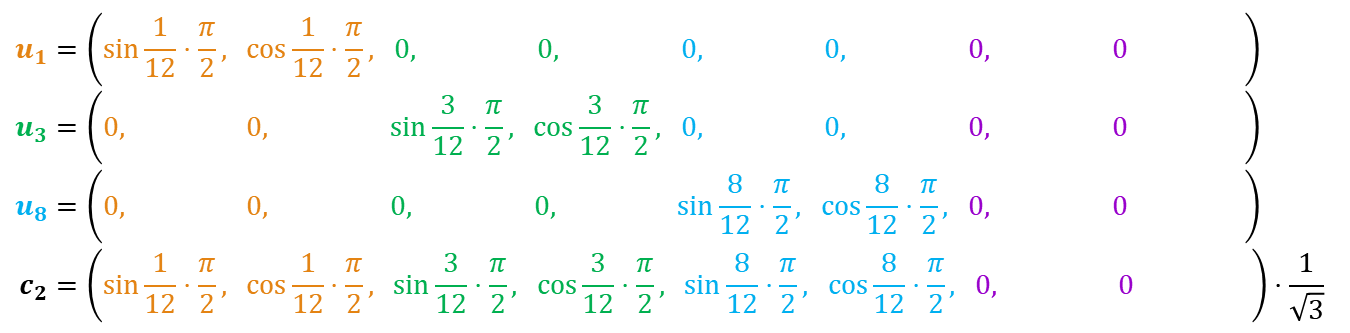 u₁ = (sin 1/12 · π/2, cos 1/12 · π/2, 0, 0, 0, 0, 0, 0)
u₃ = (0, 0, sin 3/12 · π/2, cos 3/12 · π/2, 0, 0, 0, 0)
u₈ = (0, 0, 0, 0, sin 8/12 · π/2, cos 8/12 · π/2, 0, 0)
c₂ = (sin 1/12 · π/2, cos 1/12 · π/2, sin 3/12 · π/2, cos 3/12 · π/2, sin 8/12 · π/2, cos 8/12 · π/2, 0, 0) · 1/√3